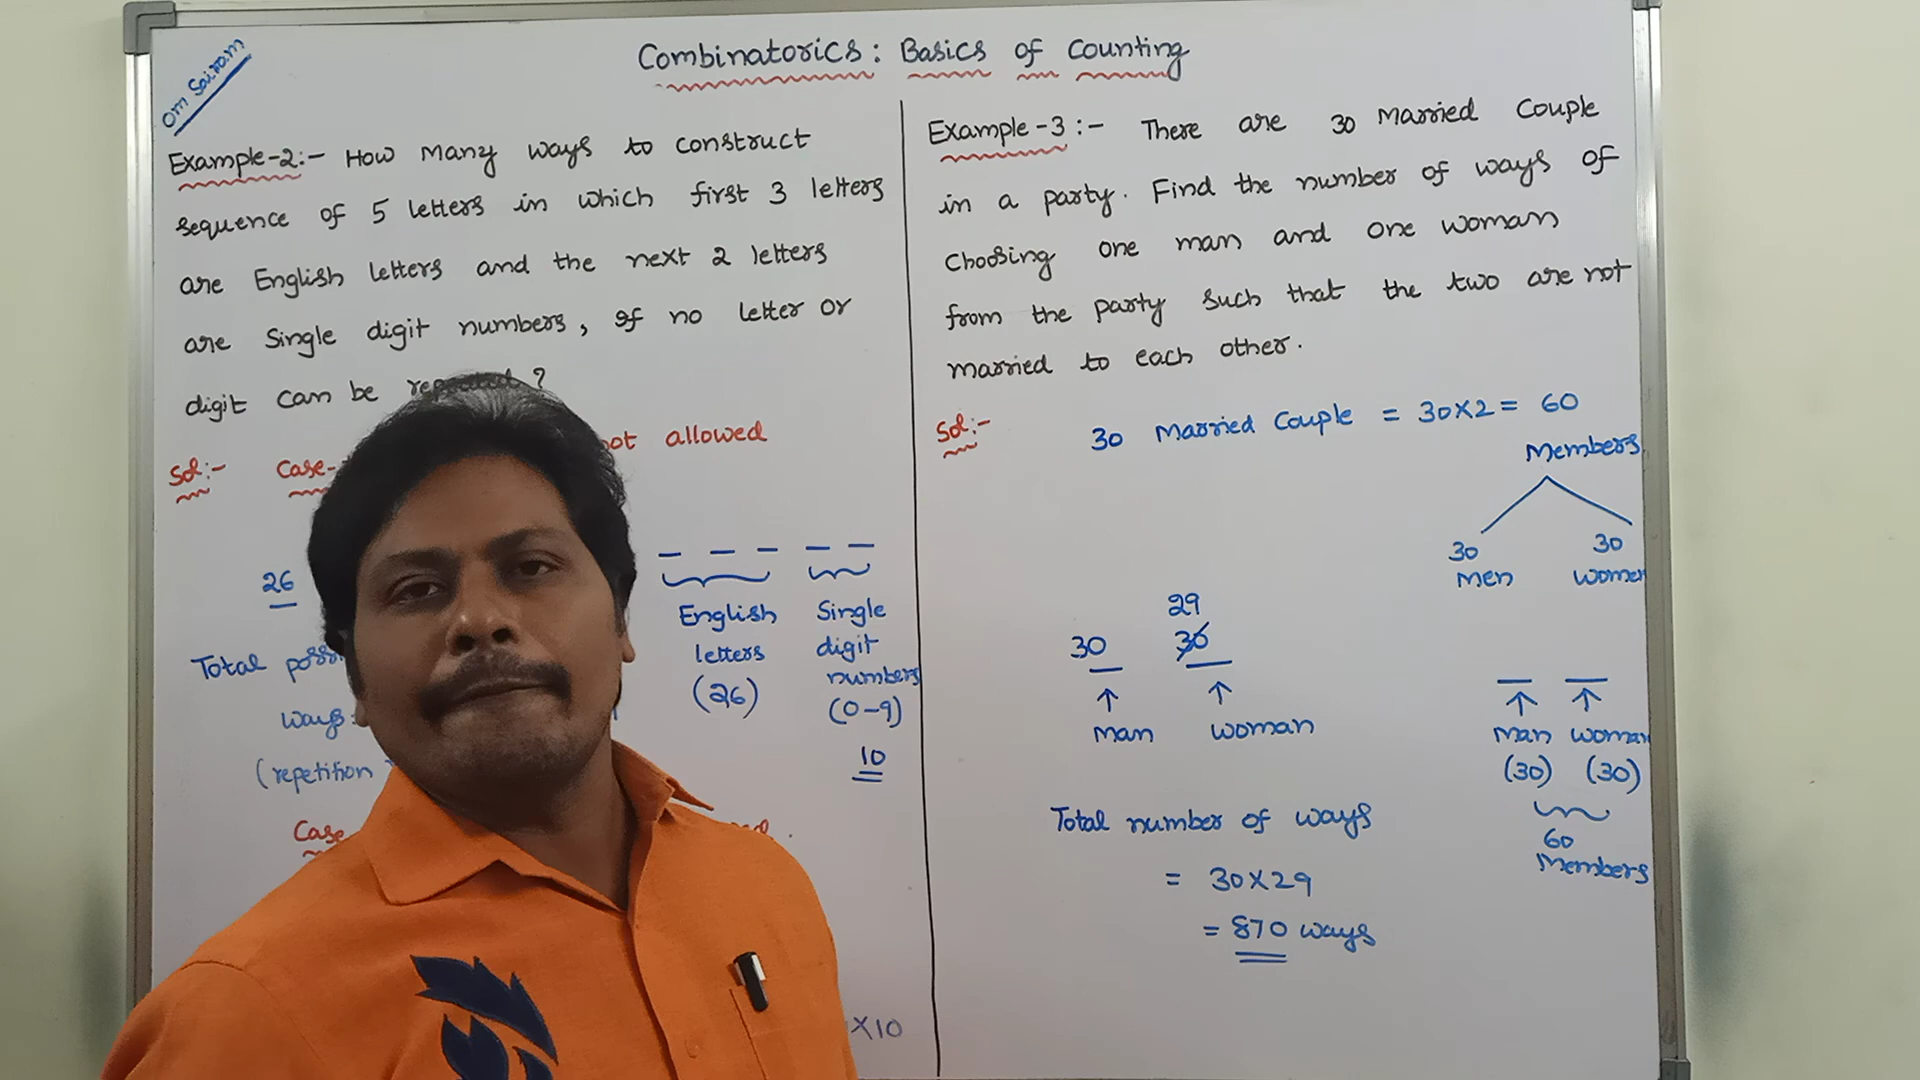 Om Sairam
Combinatorics: Basics of Counting
Example-2:- How many ways to construct
sequence of 5 letters in which first 3 letters
are English letters and the next 2 letters
are Single digit numbers, If no letter or
digit can be ?
Sol:- Case- not allowed
26
English Single
letters digit
(26) numbers
(0-9)
10
Total
ways
(repetition
Case
X10
Example-3:- There are 30 Married Couple
in a party. Find the number of ways of
choosing one man and one woman
from the party such that the two are not
married to each other.
Sol:- 30 Married Couple = 30X2 = 60
Members
30 30
Men women
29
30 30
Man woman
Man woman
(30) (30)
60
Members
Total number of ways
= 30X29
= 870 ways